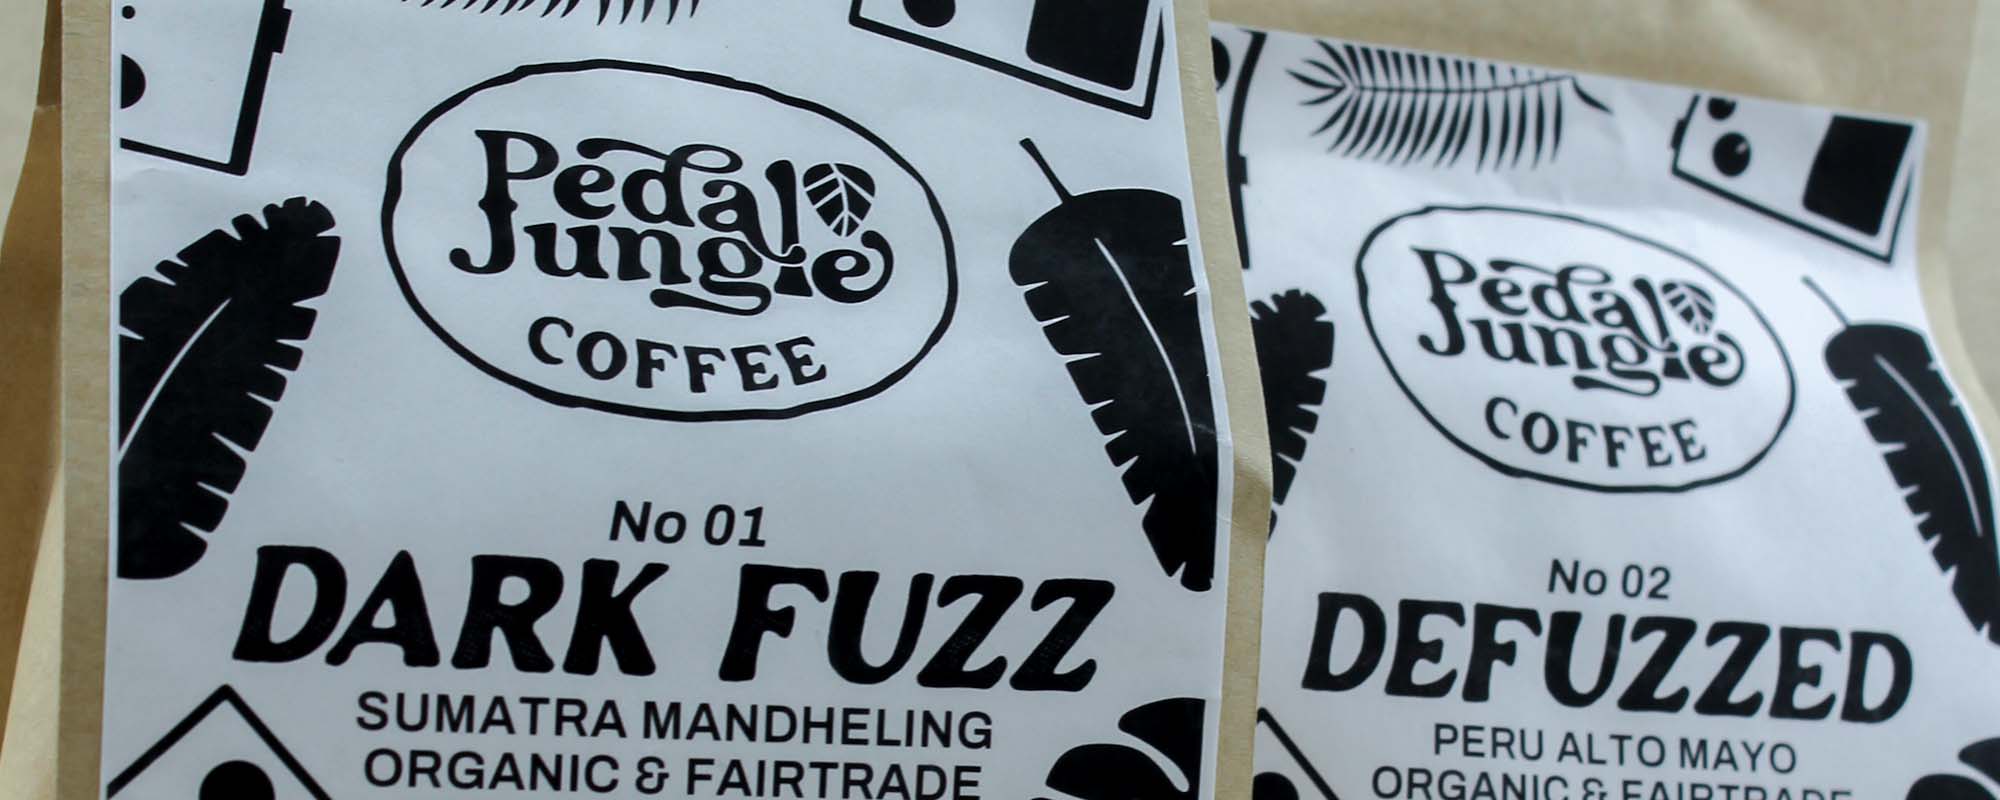 Pedal
Jungle
COFFEE
No 01
DARK FUZZ
SUMATRA MANDHELING
ORGANIC & FAIRTRADE
Pedal
Jungle
COFFEE
No 02
DEFUZZED
PERU ALTO MAYO
ORGANIC & FAIRTRADE